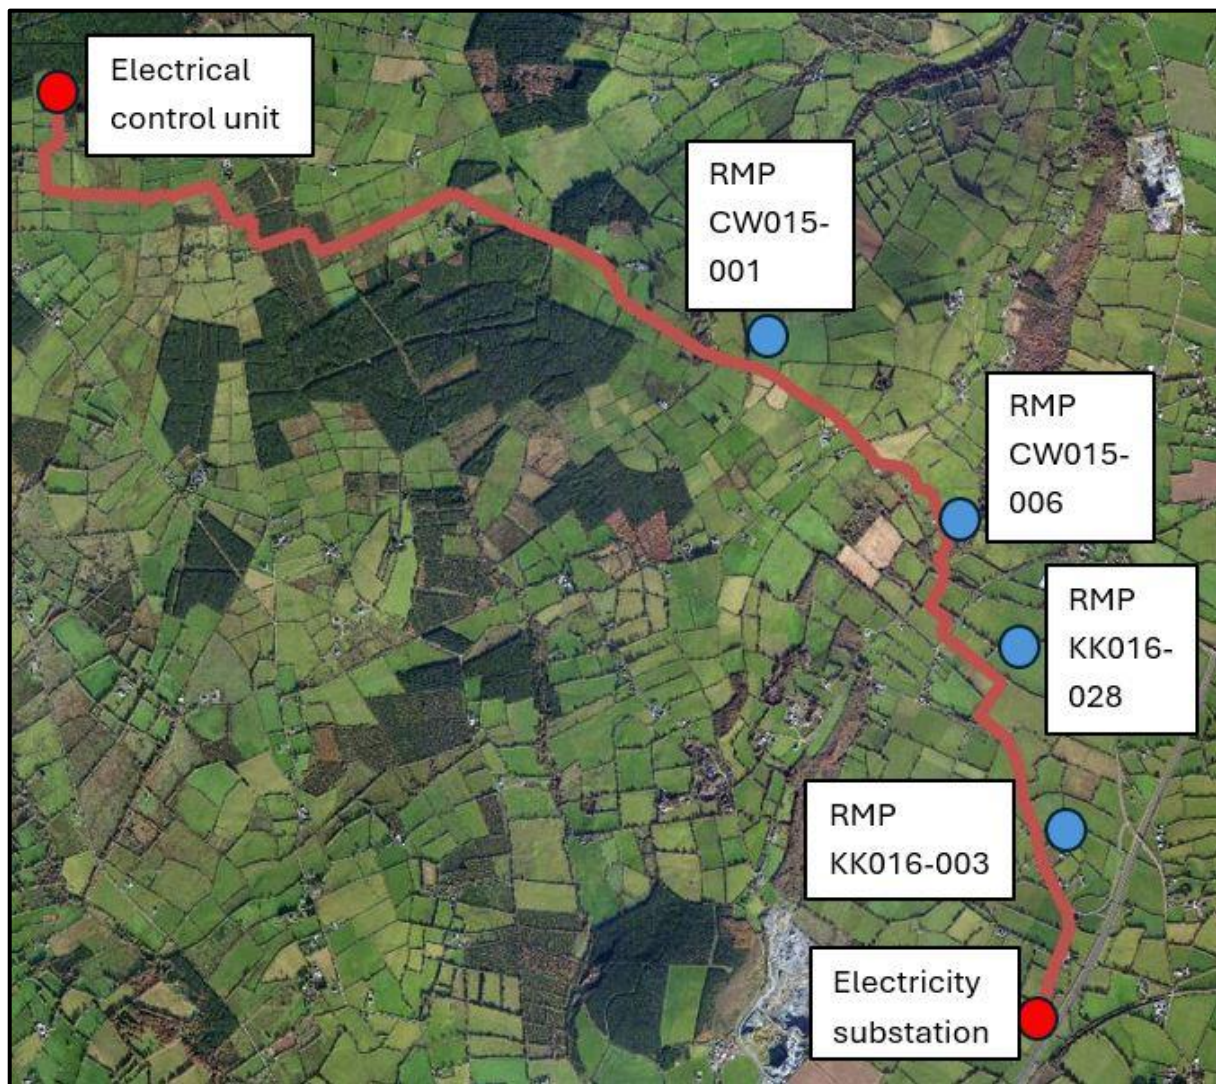 Electrical
control unit
RMP
CW015-
001
RMP
CW015-
006
RMP
KK016-
028
RMP
KK016-003
Electricity
substation